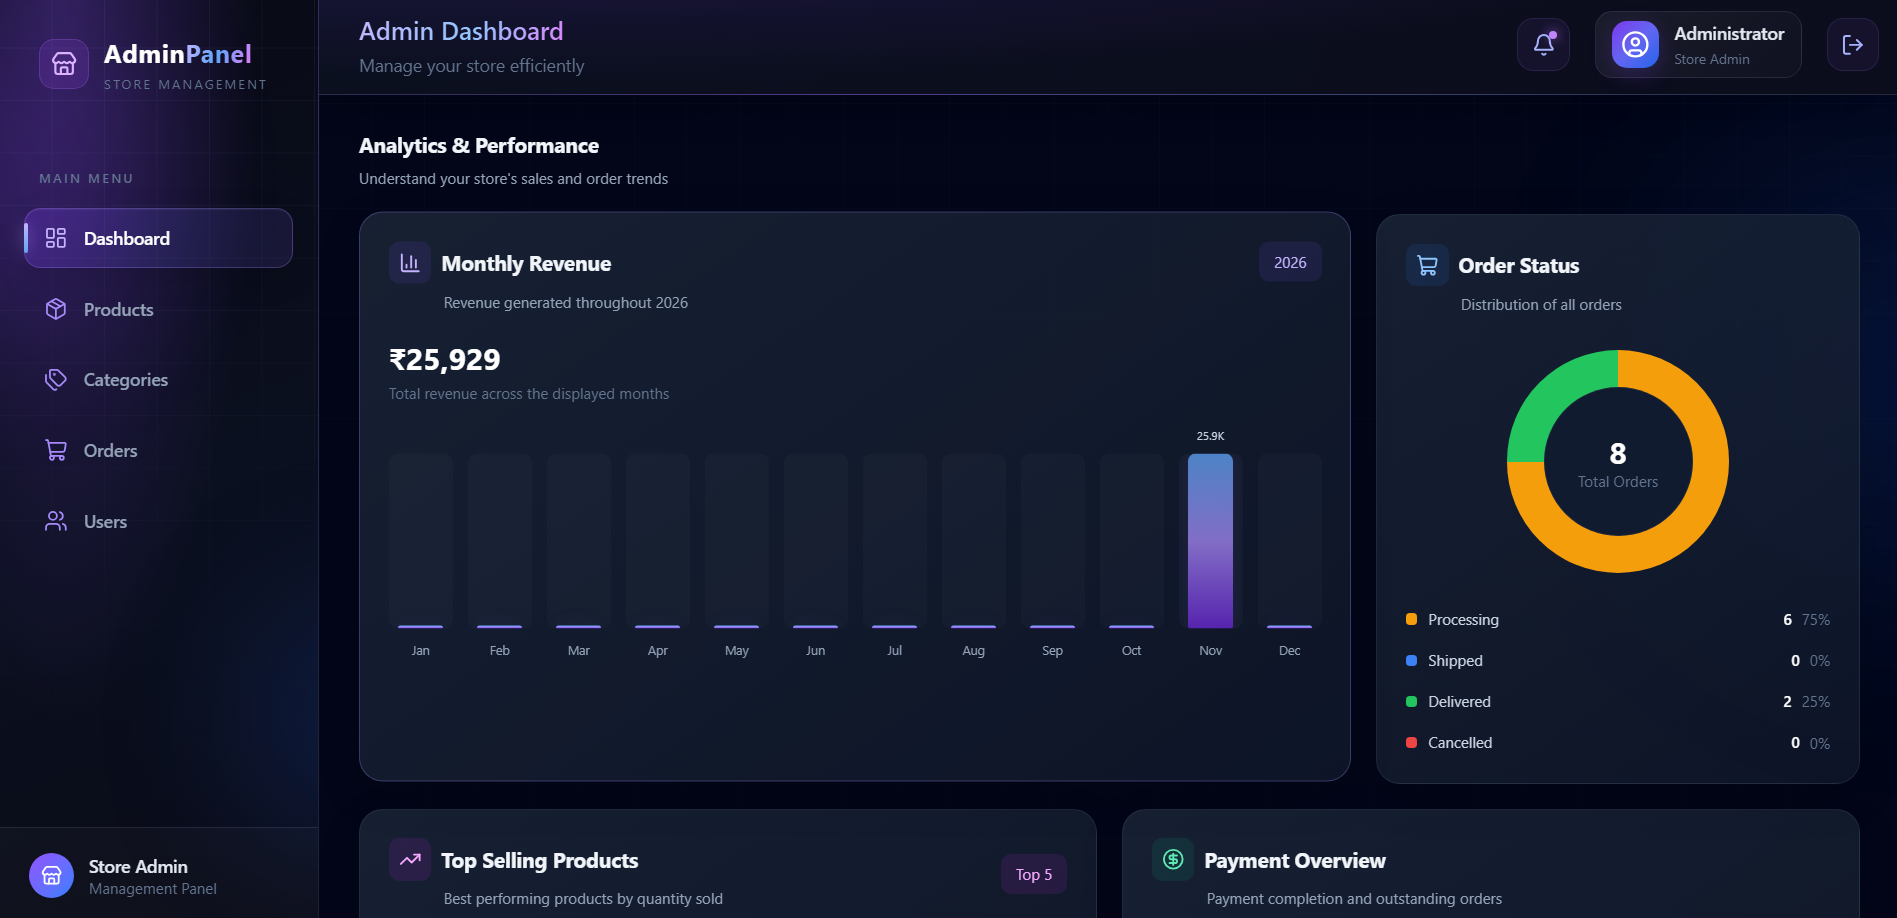 AdminPanel
STORE MANAGEMENT
MAIN MENU
Dashboard
Products
Categories
Orders
Users
Store Admin
Management Panel
Admin Dashboard
Manage your store efficiently
Administrator
Store Admin
Analytics & Performance
Understand your store's sales and order trends
Monthly Revenue
2026
Revenue generated throughout 2026
₹25,929
Total revenue across the displayed months
25.9K
Jan Feb Mar Apr May Jun Jul Aug Sep Oct Nov Dec
Order Status
Distribution of all orders
8
Total Orders
Processing 6 75%
Shipped 0 0%
Delivered 2 25%
Cancelled 0 0%
Top Selling Products
Top 5
Best performing products by quantity sold
Payment Overview
Payment completion and outstanding orders